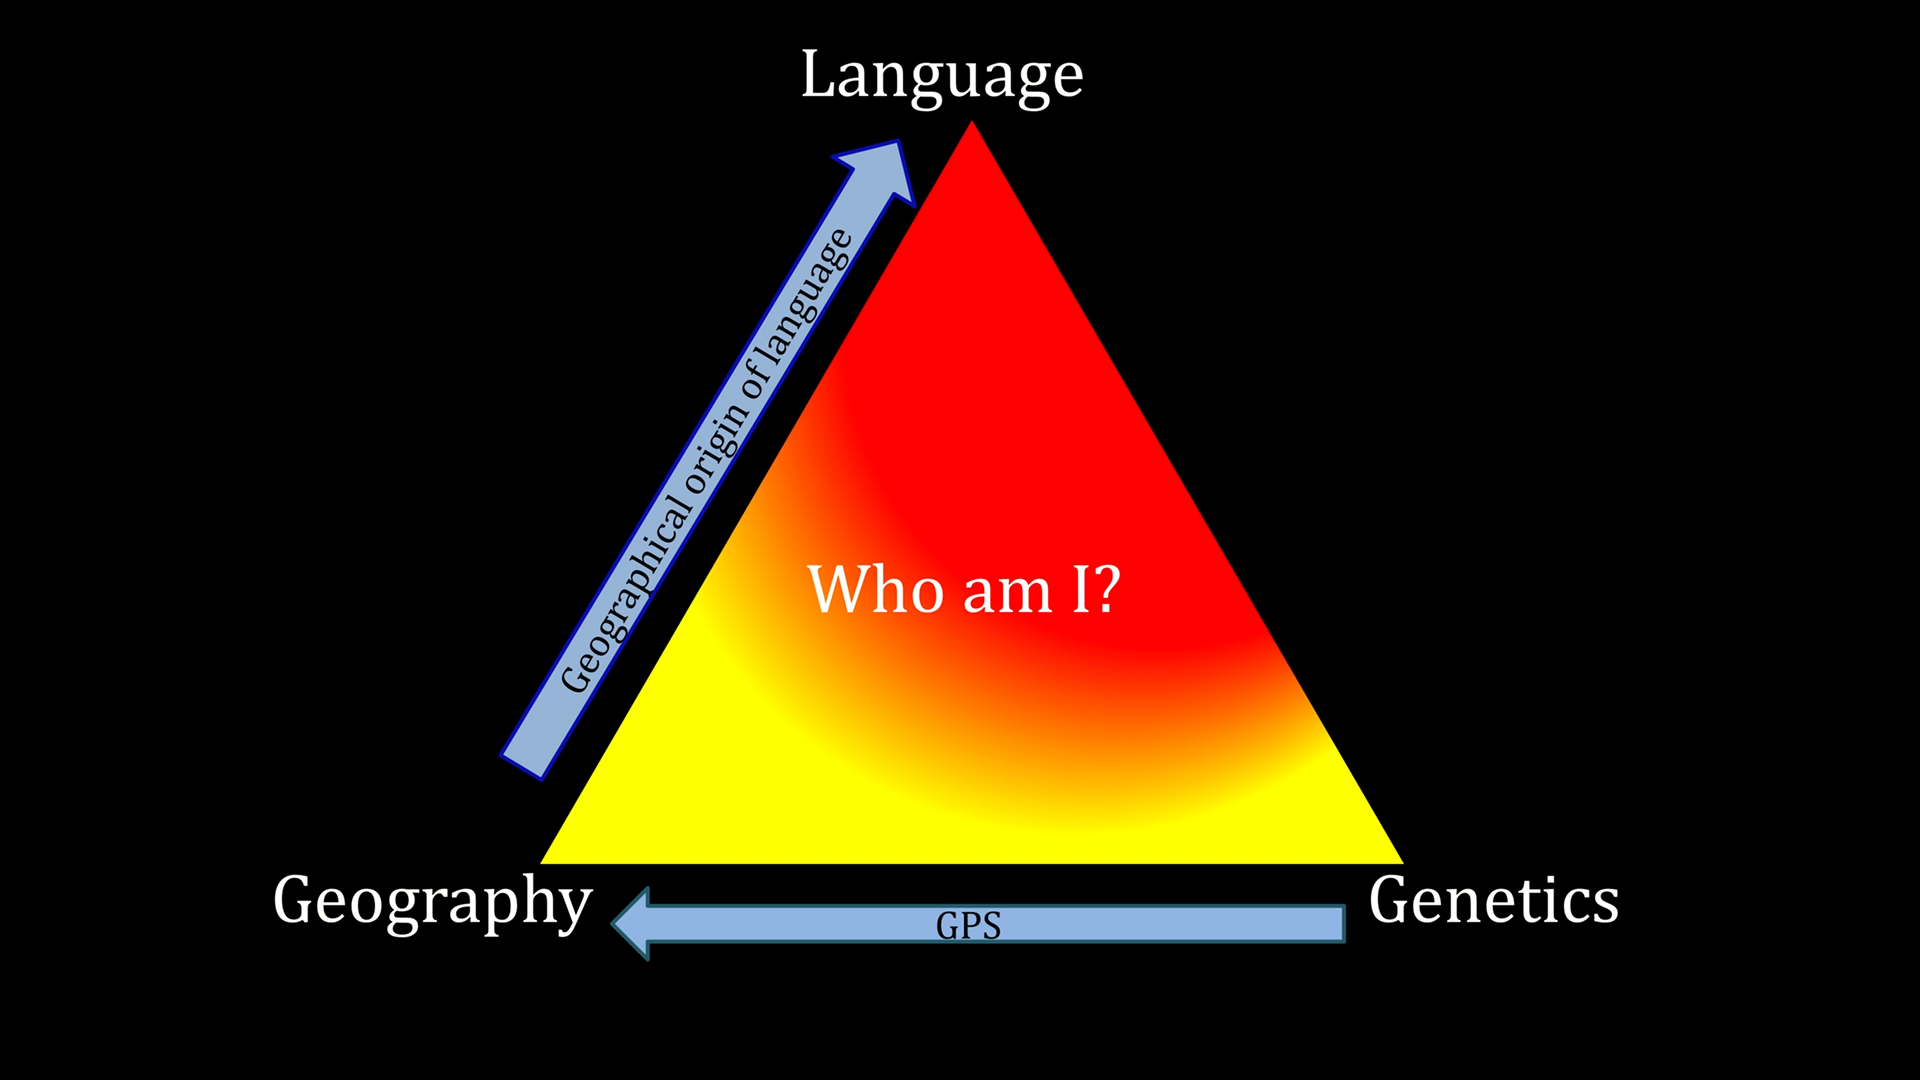 Language
Geographical origin of language
Who am I?
Geography
GPS
Genetics